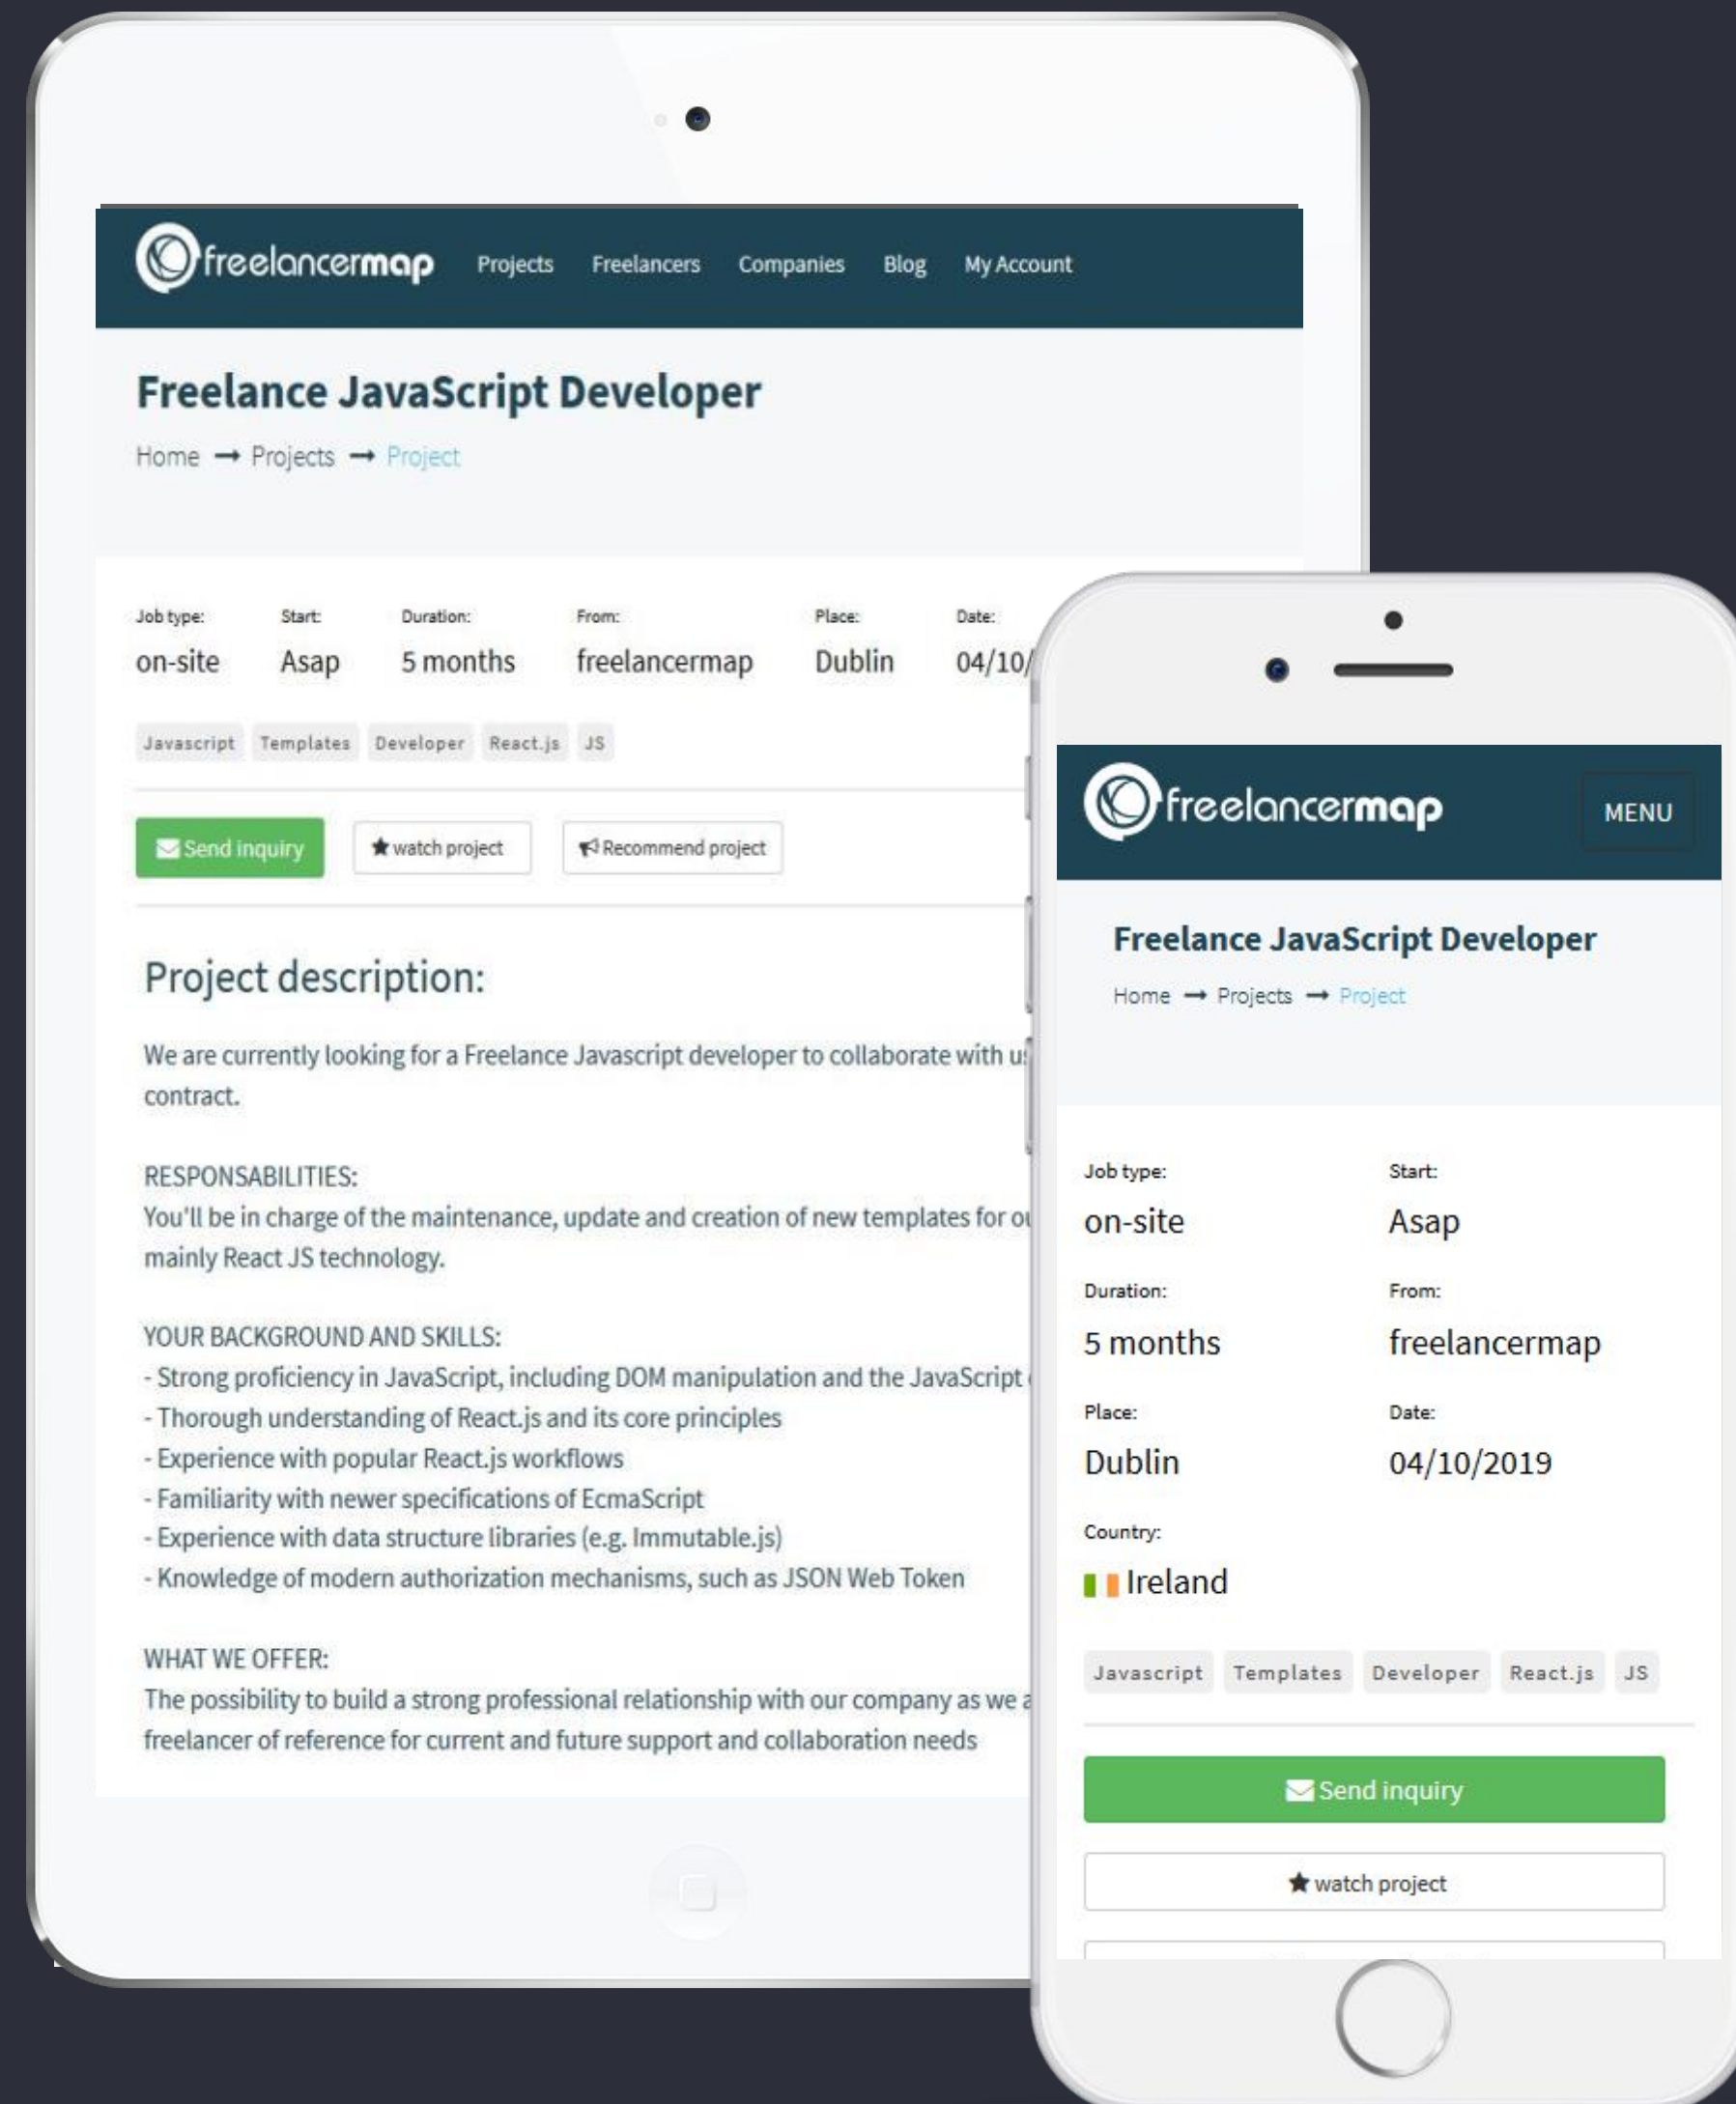 freelancermap Projects Freelancers Companies Blog My Account
Freelance JavaScript Developer
Home → Projects → Project
Job type: Start: Duration: From: Place: Date:
on-site Asap 5 months freelancermap Dublin 04/10/
Javascript Templates Developer React.js JS
Send inquiry watch project Recommend project
Project description:
We are currently looking for a Freelance Javascript developer to collaborate with
contract.
RESPONSABILITIES:
You'll be in charge of the maintenance, update and creation of new templates for
mainly React JS technology.
YOUR BACKGROUND AND SKILLS:
- Strong proficiency in JavaScript, including DOM manipulation and the JavaScript
- Thorough understanding of React.js and its core principles
- Experience with popular React.js workflows
- Familiarity with newer specifications of EcmaScript
- Experience with data structure libraries (e.g. Immutable.js)
- Knowledge of modern authorization mechanisms, such as JSON Web Token
WHAT WE OFFER:
The possibility to build a strong professional relationship with our company as we
freelancer of reference for current and future support and collaboration needs
freelancermap MENU
Freelance JavaScript Developer
Home → Projects → Project
Job type: Start:
on-site Asap
Duration: From:
5 months freelancermap
Place: Date:
Dublin 04/10/2019
Country:
Ireland
Javascript Templates Developer React.js JS
Send inquiry
watch project